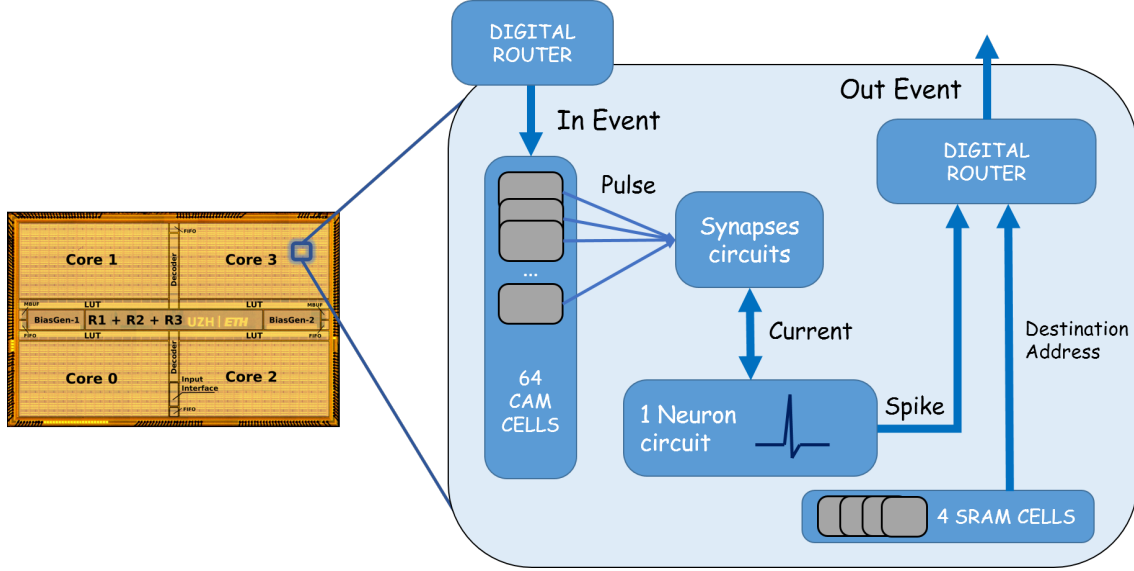 DIGITAL
ROUTER
In Event
Pulse
Synapses
circuits
...
64
CAM
CELLS
Current
1 Neuron
circuit
Spike
Out Event
DIGITAL
ROUTER
Destination
Address
4 SRAM CELLS
Core 1
FIFO
Decoder
Core 3
MBUF
LUT
LUT
MBUF
BiasGen-1
R1 + R2 + R3
UZH | ETH
BiasGen-2
FIFO
LUT
LUT
FIFO
Core 0
Decoder
Core 2
Input
Interface
FIFO